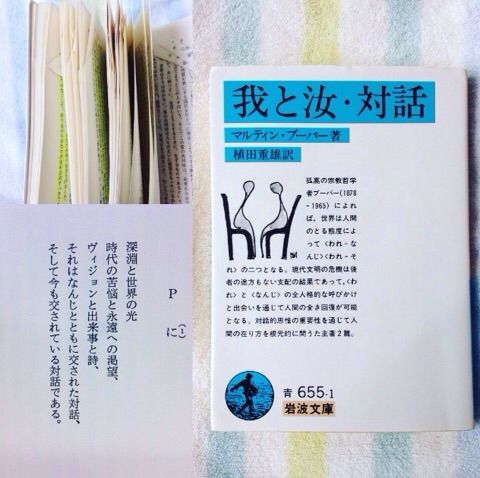 我と汝・対話
マルティン・ブーバー著
植田重雄訳
孤高の宗教哲学
者ブーバー(1878
-1965)によれ
ば,世界は人間
のとる態度によ
って〈われ-な
んじ〉〈われ-そ
れ〉の二つとなる.現代文明の危機は後
者の途方もない支配の結果であって,〈わ
れ〉と〈なんじ〉の全人格的な呼びかけ
と出会いを通じて人間の全き回復が可能
となる.対話的思惟の重要性を通じて人
間の在り方を根元的に問うた主著2篇.
青 655-1
岩波文庫
P に(1)
深淵と世界の光
時代の苦悩と永遠への渇望、
ヴィジョンと出来事と詩、
それはなんじとともに交された対話、
そして今も交されている対話である。